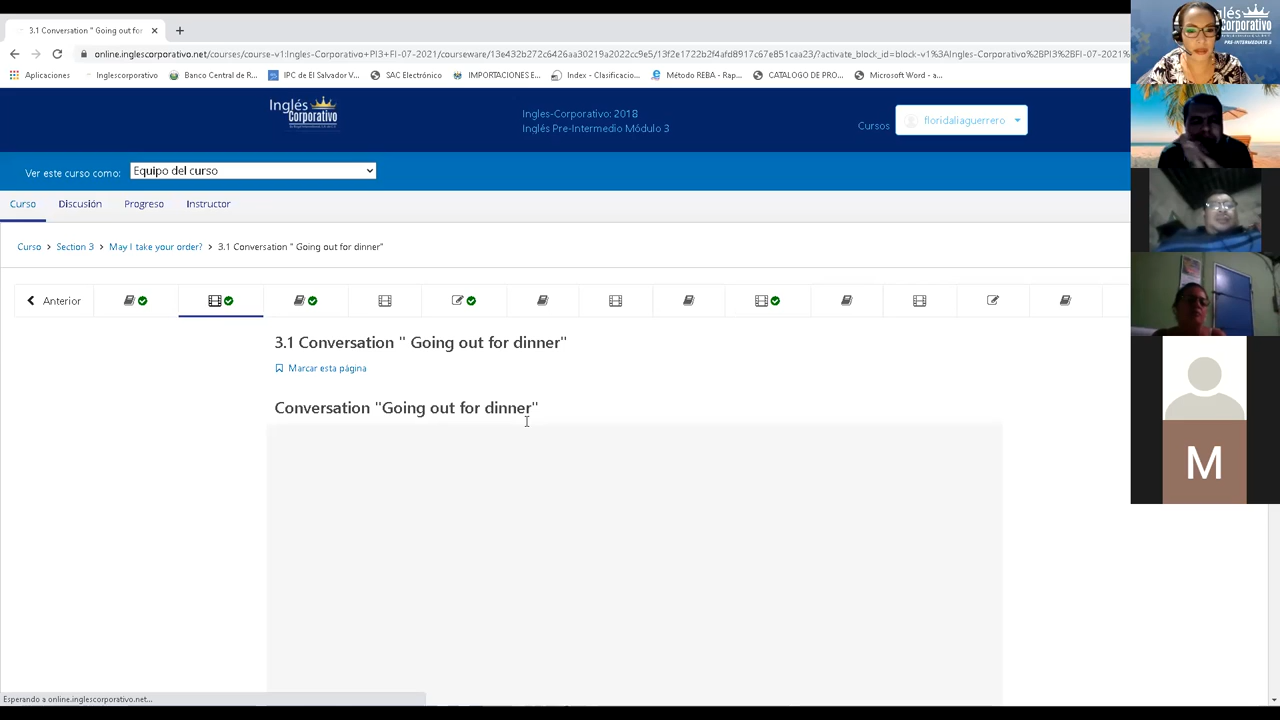 3.1 Conversation " Going out for
online.inglescorporativo.net/courses/course-v1:Ingles-Corporativo+PI3+FI-07-2021/courseware/13e432b272c6426aa30219a2022cc9e5/13f2e1722b2f4afd8917c67e851caa23/?activate_block_id=block-v1%3AIngles-Corporativo%2BPI3%2BFI-07-2021%
Aplicaciones
Inglescorporativo
Banco Central de R...
IPC de El Salvador V...
SAC Electrónico
IMPORTACIONES E...
Index - Clasificacio...
Método REBA - Rap...
CATALOGO DE PRO...
Microsoft Word - a...
glés
Corporativo
PRE-INTERMEDIATE 3
Inglés
Corporativo
Ingles-Corporativo: 2018
Inglés Pre-Intermedio Módulo 3
Cursos
floridaliaguerrero
Ver este curso como:
Equipo del curso
Curso
Discusión
Progreso
Instructor
Curso > Section 3 > May I take your order? > 3.1 Conversation " Going out for dinner"
Anterior
3.1 Conversation " Going out for dinner"
Marcar esta página
Conversation "Going out for dinner"
M
Esperando a online.inglescorporativo.net...